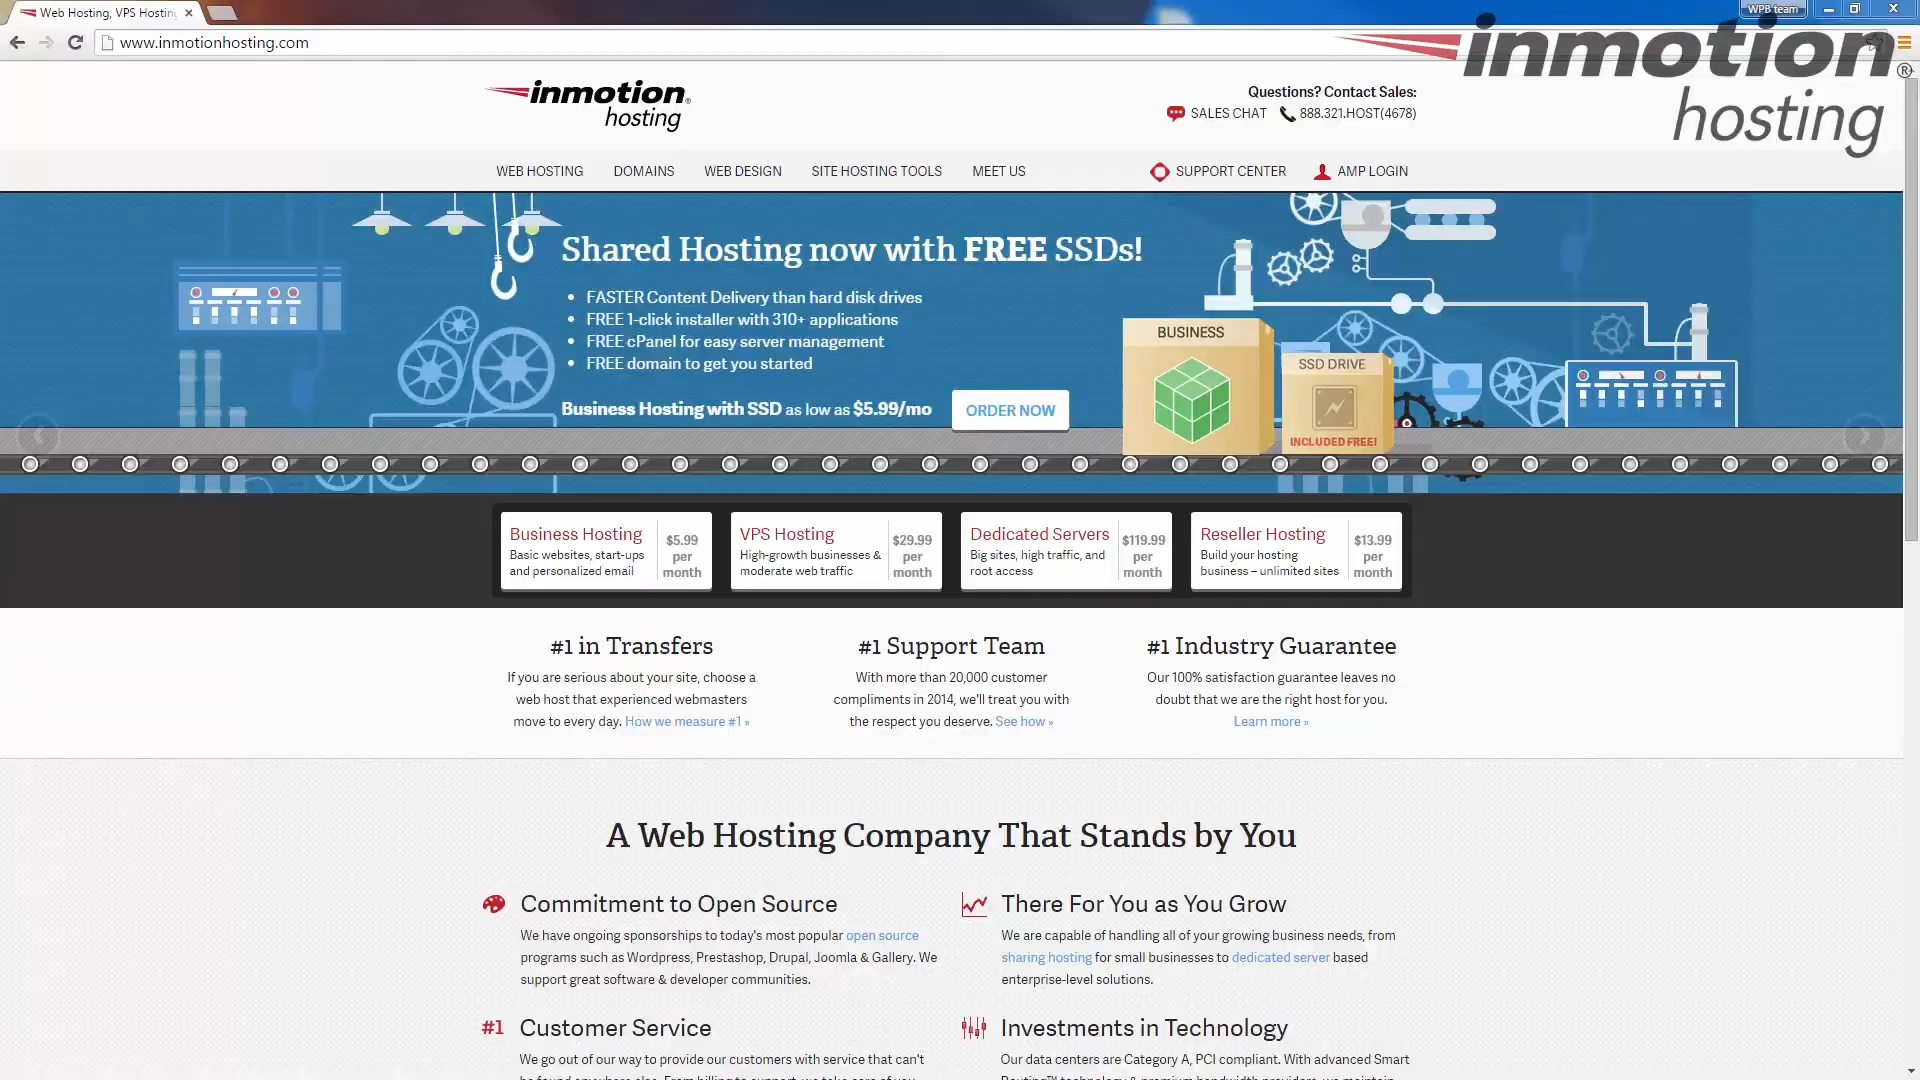 Web Hosting, VPS Hosting
WPB team
www.inmotionhosting.com
inmotion®
hosting
inmotion®
hosting
Questions? Contact Sales:
SALES CHAT 888.321.HOST(4678)
WEB HOSTING DOMAINS WEB DESIGN SITE HOSTING TOOLS MEET US SUPPORT CENTER AMP LOGIN
Shared Hosting now with FREE SSDs!
• FASTER Content Delivery than hard disk drives
• FREE 1-click installer with 310+ applications
• FREE cPanel for easy server management
• FREE domain to get you started
Business Hosting with SSD as low as $5.99/mo
ORDER NOW
BUSINESS
SSD DRIVE
INCLUDED FREE!
Business Hosting
Basic websites, start-ups
and personalized email
$5.99
per
month
VPS Hosting
High-growth businesses &
moderate web traffic
$29.99
per
month
Dedicated Servers
Big sites, high traffic, and
root access
$119.99
per
month
Reseller Hosting
Build your hosting
business – unlimited sites
$13.99
per
month
#1 in Transfers
If you are serious about your site, choose a
web host that experienced webmasters
move to every day. How we measure #1 »
#1 Support Team
With more than 20,000 customer
compliments in 2014, we'll treat you with
the respect you deserve. See how »
#1 Industry Guarantee
Our 100% satisfaction guarantee leaves no
doubt that we are the right host for you.
Learn more »
A Web Hosting Company That Stands by You
Commitment to Open Source
We have ongoing sponsorships to today's most popular open source
programs such as Wordpress, Prestashop, Drupal, Joomla & Gallery. We
support great software & developer communities.
There For You as You Grow
We are capable of handling all of your growing business needs, from
sharing hosting for small businesses to dedicated server based
enterprise-level solutions.
#1 Customer Service
We go out of our way to provide our customers with service that can't
Investments in Technology
Our data centers are Category A, PCI compliant. With advanced Smart